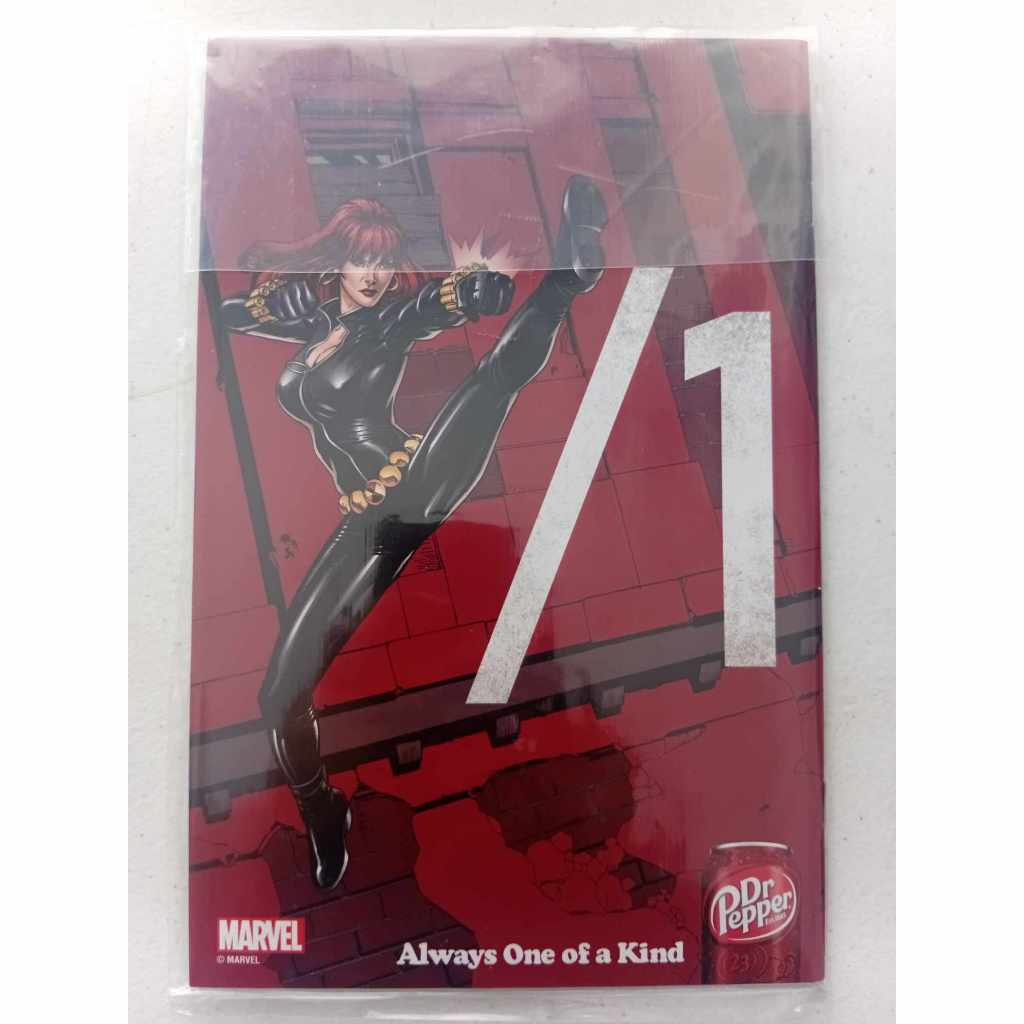 /1
MARVEL
© MARVEL
Always One of a Kind
Dr
Pepper
23